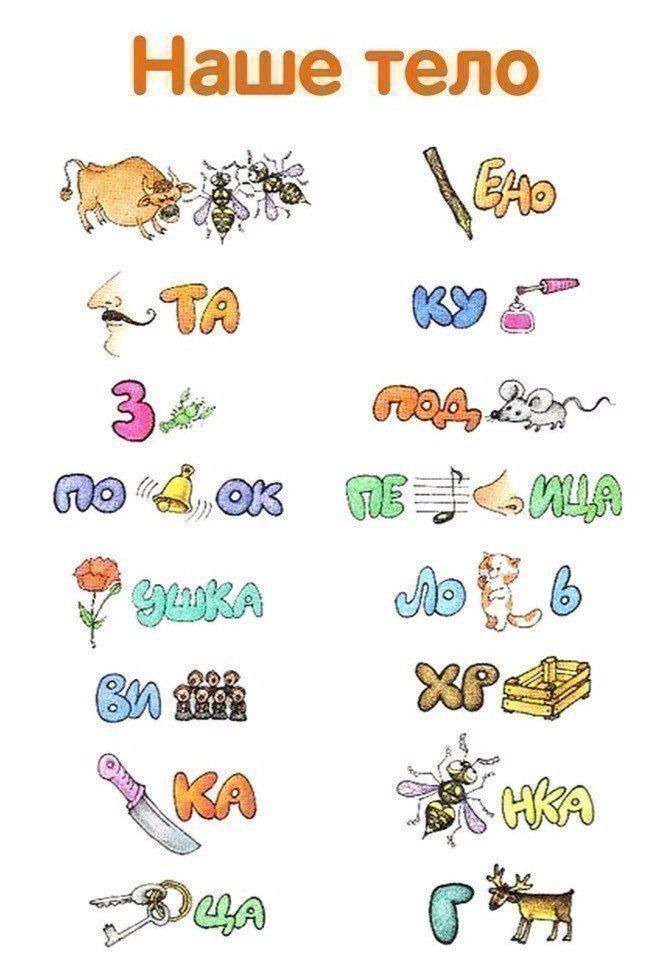 Наше тело
ЕНО
ТА КУ
З ПОД
ПО ОК ПЕ ИЦА
УШКА ЛО Ь
ВИ ХР
КА НКА
ЦА Г